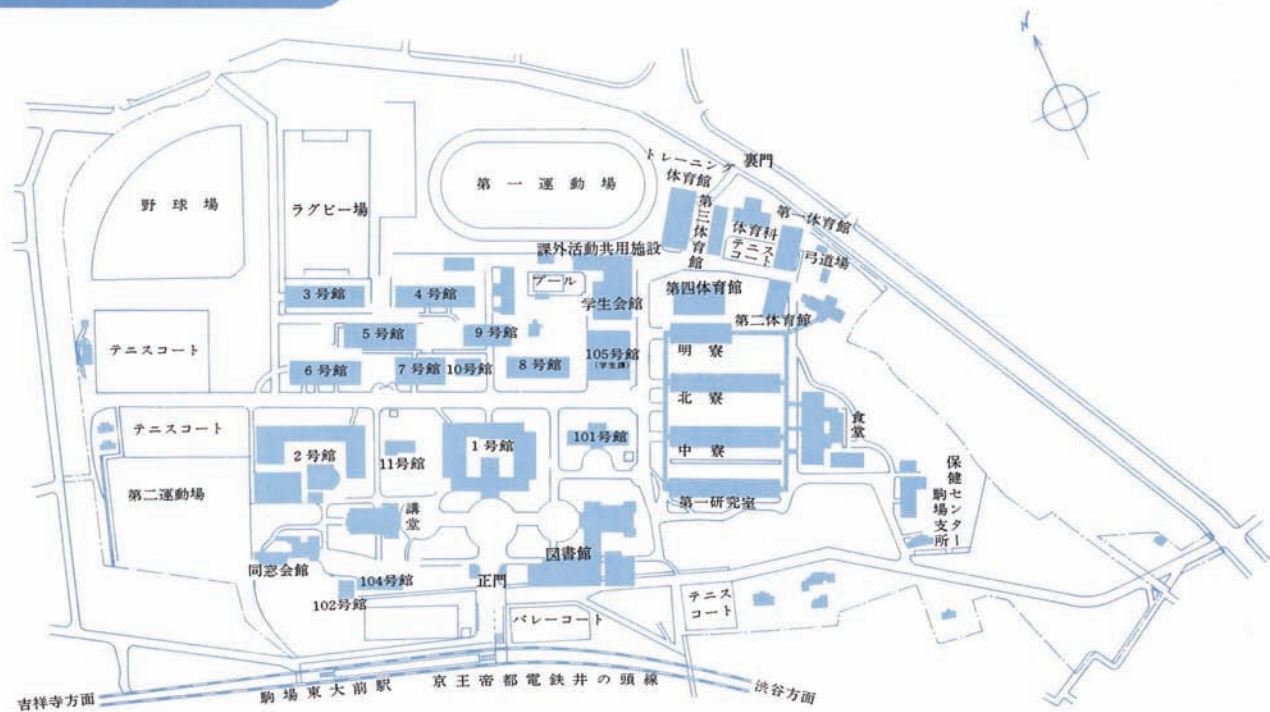 N
トレーニング
体育館
裏門
第一運動場
野球場
ラグビー場
第三体育館
体育科
第一体育館
テニス
コート
弓道場
課外活動共用施設
プール
学生会館
第四体育館
第二体育館
3号館
4号館
5号館
9号館
テニスコート
6号館
7号館
10号館
8号館
105号館
(学生課)
明寮
北寮
中寮
第一研究室
食堂
保健センター
駒場支所
テニスコート
2号館
11号館
1号館
101号館
第二運動場
講堂
図書館
同窓会館
104号館
102号館
正門
バレーコート
テニス
コート
吉祥寺方面
駒場東大前駅
京王帝都電鉄井の頭線
渋谷方面